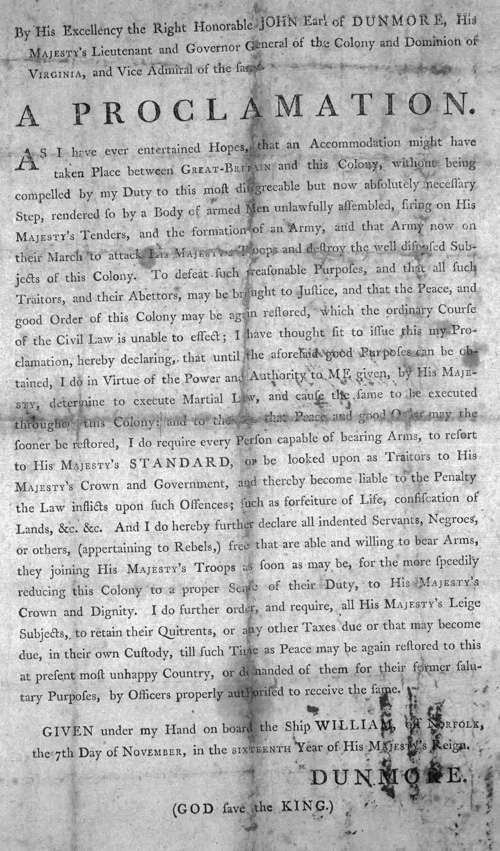 By His Excellency the Right Honorable JOHN Earl of DUNMORE, His
MAJESTY's Lieutenant and Governor General of the Colony and Dominion of
VIRGINIA, and Vice Admiral of the same.
A PROCLAMATION.
AS I have ever entertained Hopes, that an Accommodation might have
taken Place between GREAT-BRITAIN and this Colony, without being
compelled by my Duty to this moſt diſagreeable but now abſolutely neceſſary
Step, rendered ſo by a Body of armed Men unlawfully aſſembled, firing on His
MAJESTY's Tenders, and the formation of an Army, and that Army now on
their March to attack His MAJESTY's Troops and deſtroy the well diſpoſed Sub-
jects of this Colony. To defeat ſuch treaſonable Purpoſes, and that all ſuch
Traitors, and their Abettors, may be brought to Juſtice, and that the Peace, and
good Order of this Colony may be again reſtored, which the ordinary Courſe
of the Civil Law is unable to effect; I have thought fit to iſſue this my Pro-
clamation, hereby declaring, that until the aforeſaid good Purpoſes can be ob-
tained, I do in Virtue of the Power and Authority to ME given, by His MAJE-
STY, determine to execute Martial Law, and cauſe the ſame to be executed
throughout this Colony: and to the end that Peace and good Order may the
ſooner be reſtored, I do require every Perſon capable of bearing Arms, to reſort
to His MAJESTY's STANDARD, or be looked upon as Traitors to His
MAJESTY's Crown and Government, and thereby become liable to the Penalty
the Law inflicts upon ſuch Offences; ſuch as forfeiture of Life, confiſcation of
Lands, &c. &c. And I do hereby further declare all indented Servants, Negroes,
or others, (appertaining to Rebels,) free that are able and willing to bear Arms,
they joining His MAJESTY's Troops as ſoon as may be, for the more ſpeedily
reducing this Colony to a proper Senſe of their Duty, to His MAJESTY's
Crown and Dignity. I do further order, and require, all His MAJESTY's Leige
Subjects, to retain their Quitrents, or any other Taxes due or that may become
due, in their own Cuſtody, till ſuch Time as Peace may be again reſtored to this
at preſent moſt unhappy Country, or demanded of them for their former ſalu-
tary Purpoſes, by Officers properly authoriſed to receive the ſame.
GIVEN under my Hand on board the Ship WILLIAM, off NORFOLK,
the 7th Day of NOVEMBER, in the SIXTEENTH Year of His MAJESTY's Reign.
DUNMORE.
(GOD ſave the KING.)